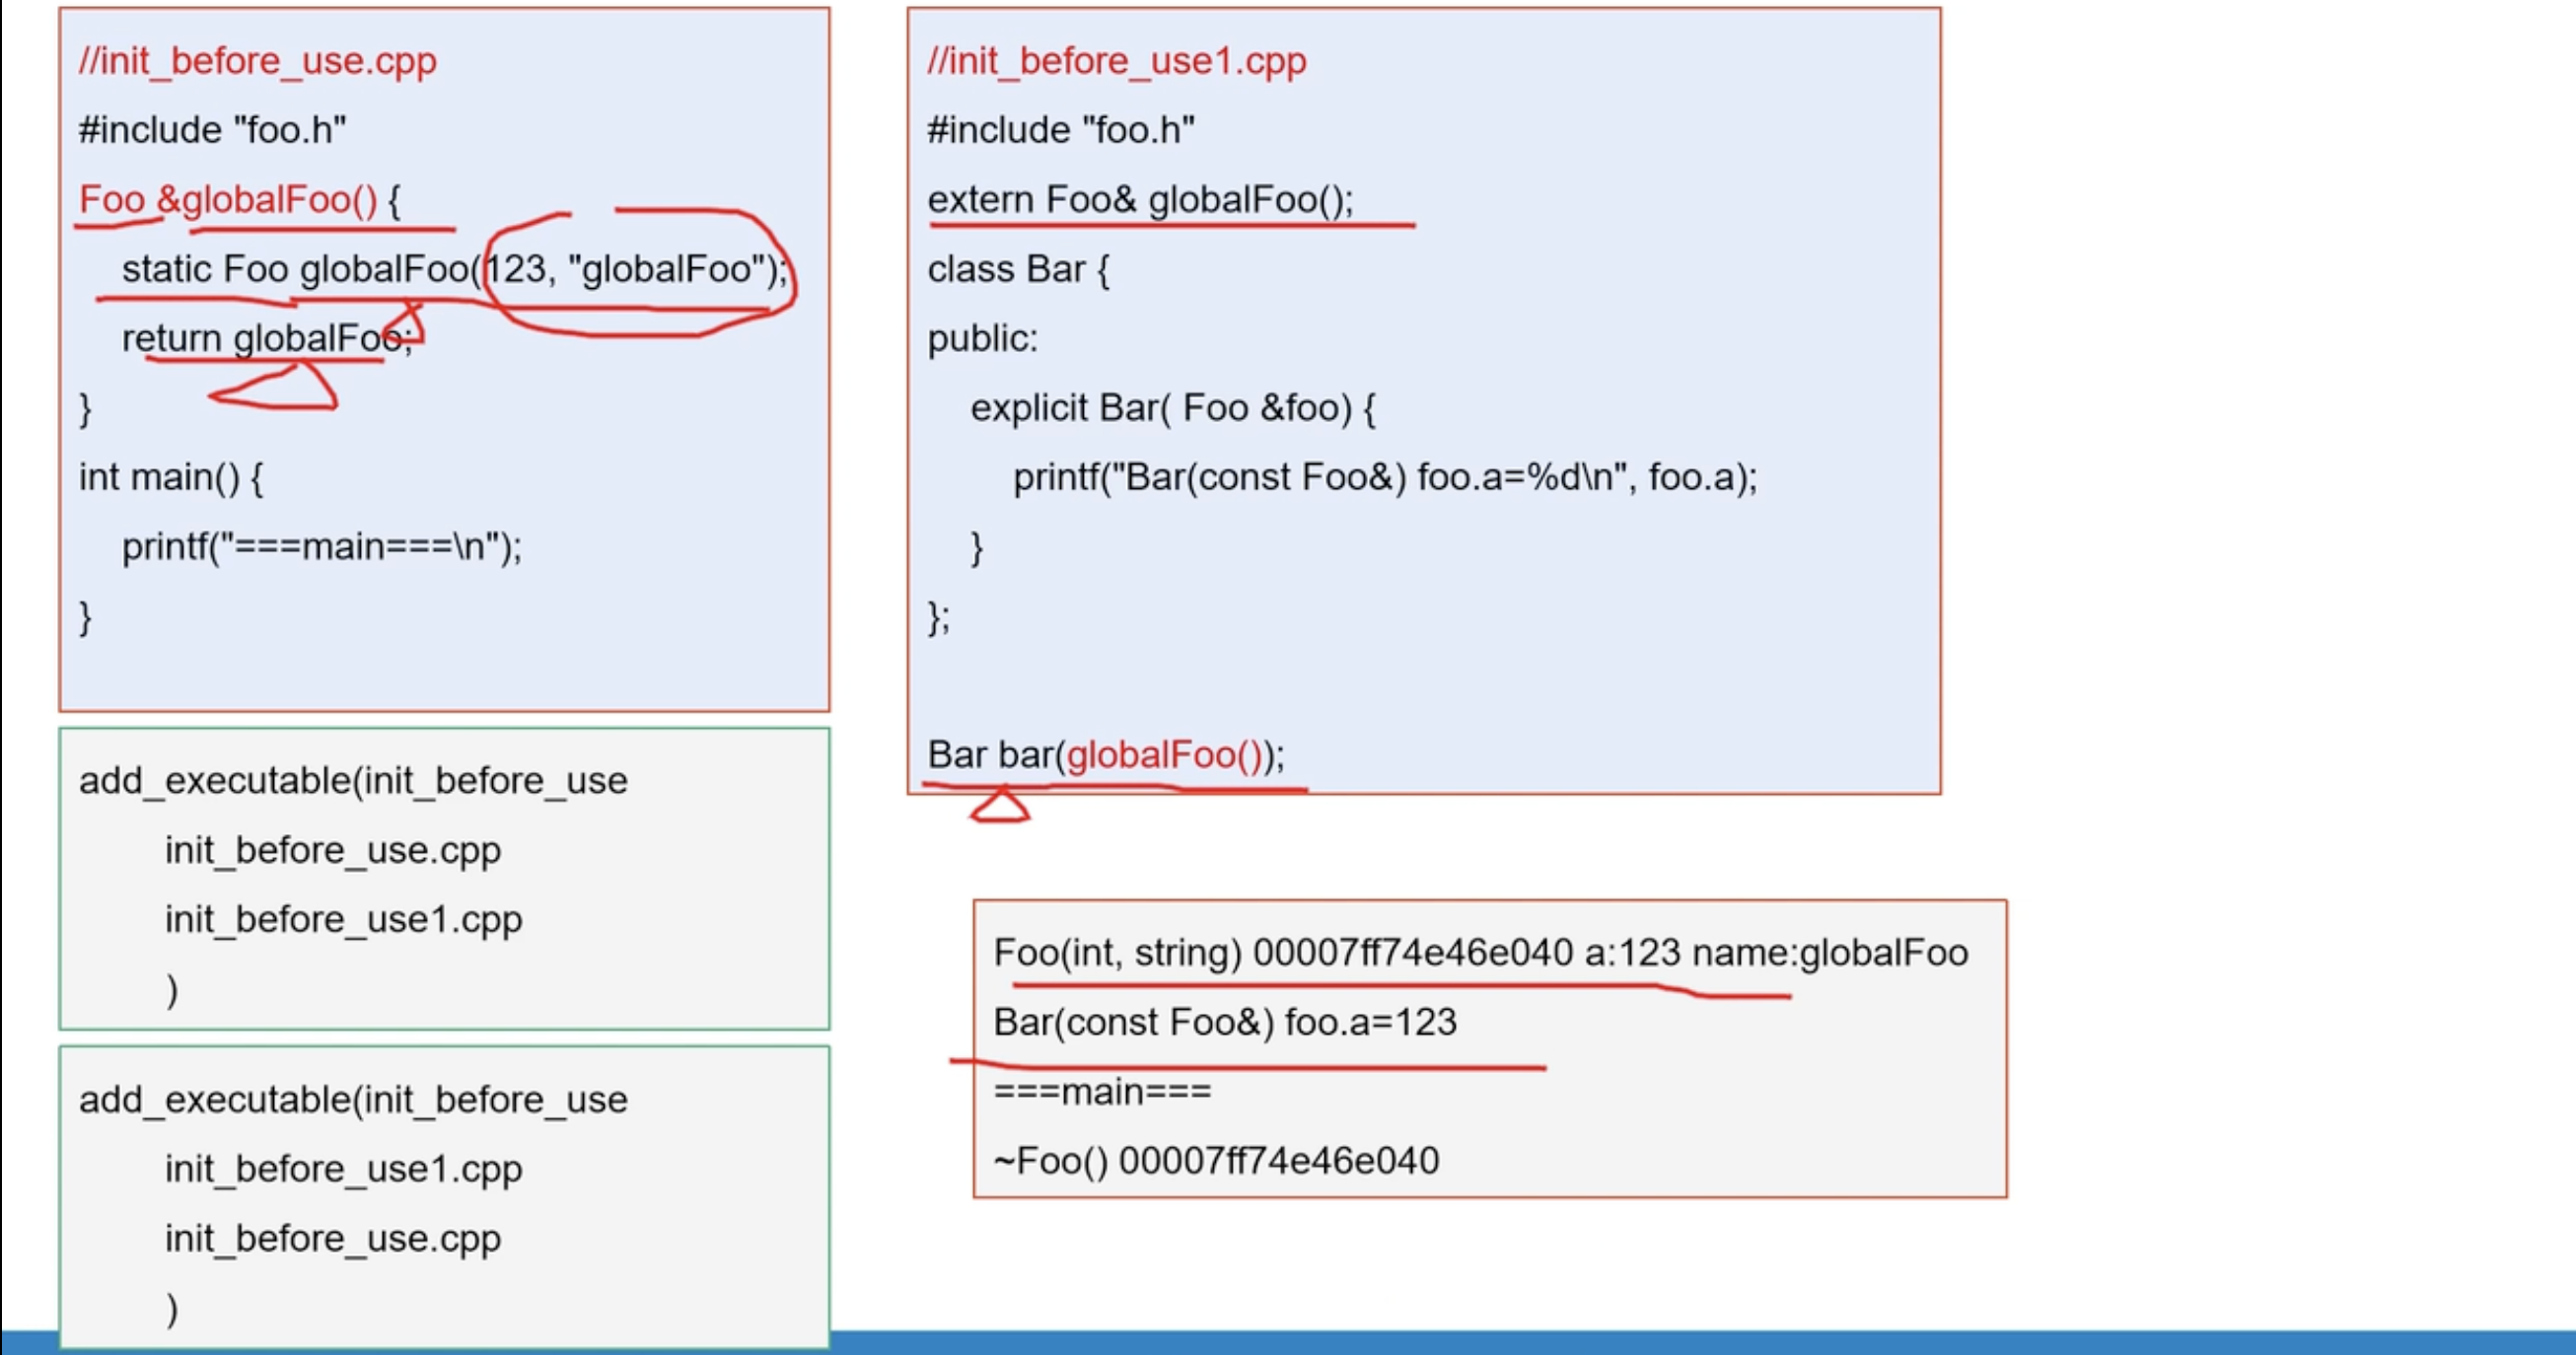 //init_before_use.cpp
#include "foo.h"
Foo &globalFoo() {
static Foo globalFoo(123, "globalFoo");
return globalFoo;
}
int main() {
printf("===main===\n");
}
add_executable(init_before_use
init_before_use.cpp
init_before_use1.cpp
)
add_executable(init_before_use
init_before_use1.cpp
init_before_use.cpp
)
//init_before_use1.cpp
#include "foo.h"
extern Foo& globalFoo();
class Bar {
public:
explicit Bar( Foo &foo) {
printf("Bar(const Foo&) foo.a=%d\n", foo.a);
}
};
Bar bar(globalFoo());
Foo(int, string) 00007ff74e46e040 a:123 name:globalFoo
Bar(const Foo&) foo.a=123
===main===
~Foo() 00007ff74e46e040